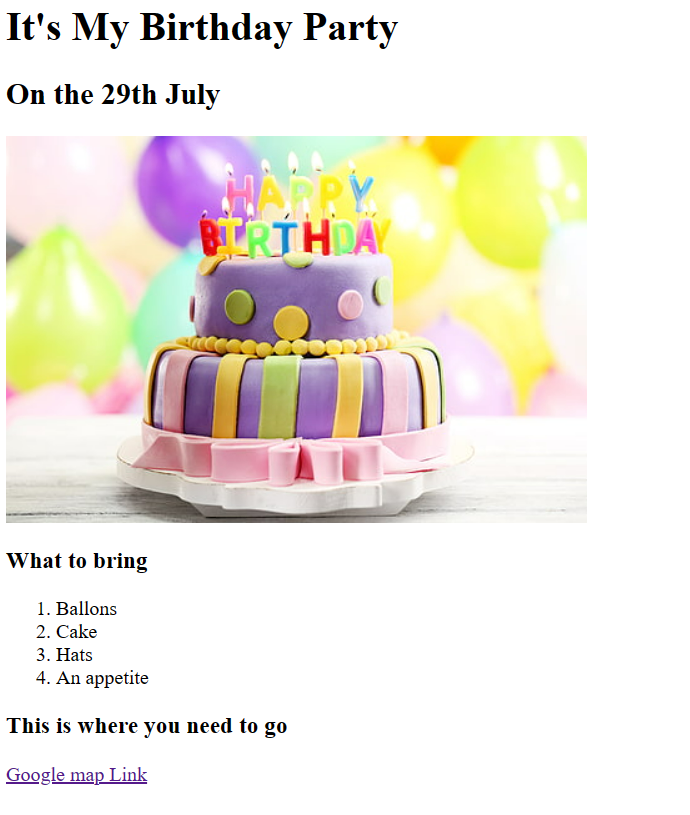 It's My Birthday Party
On the 29th July
HAPPY
BIRTHDAY
What to bring
1. Ballons
2. Cake
3. Hats
4. An appetite
This is where you need to go
Google map Link